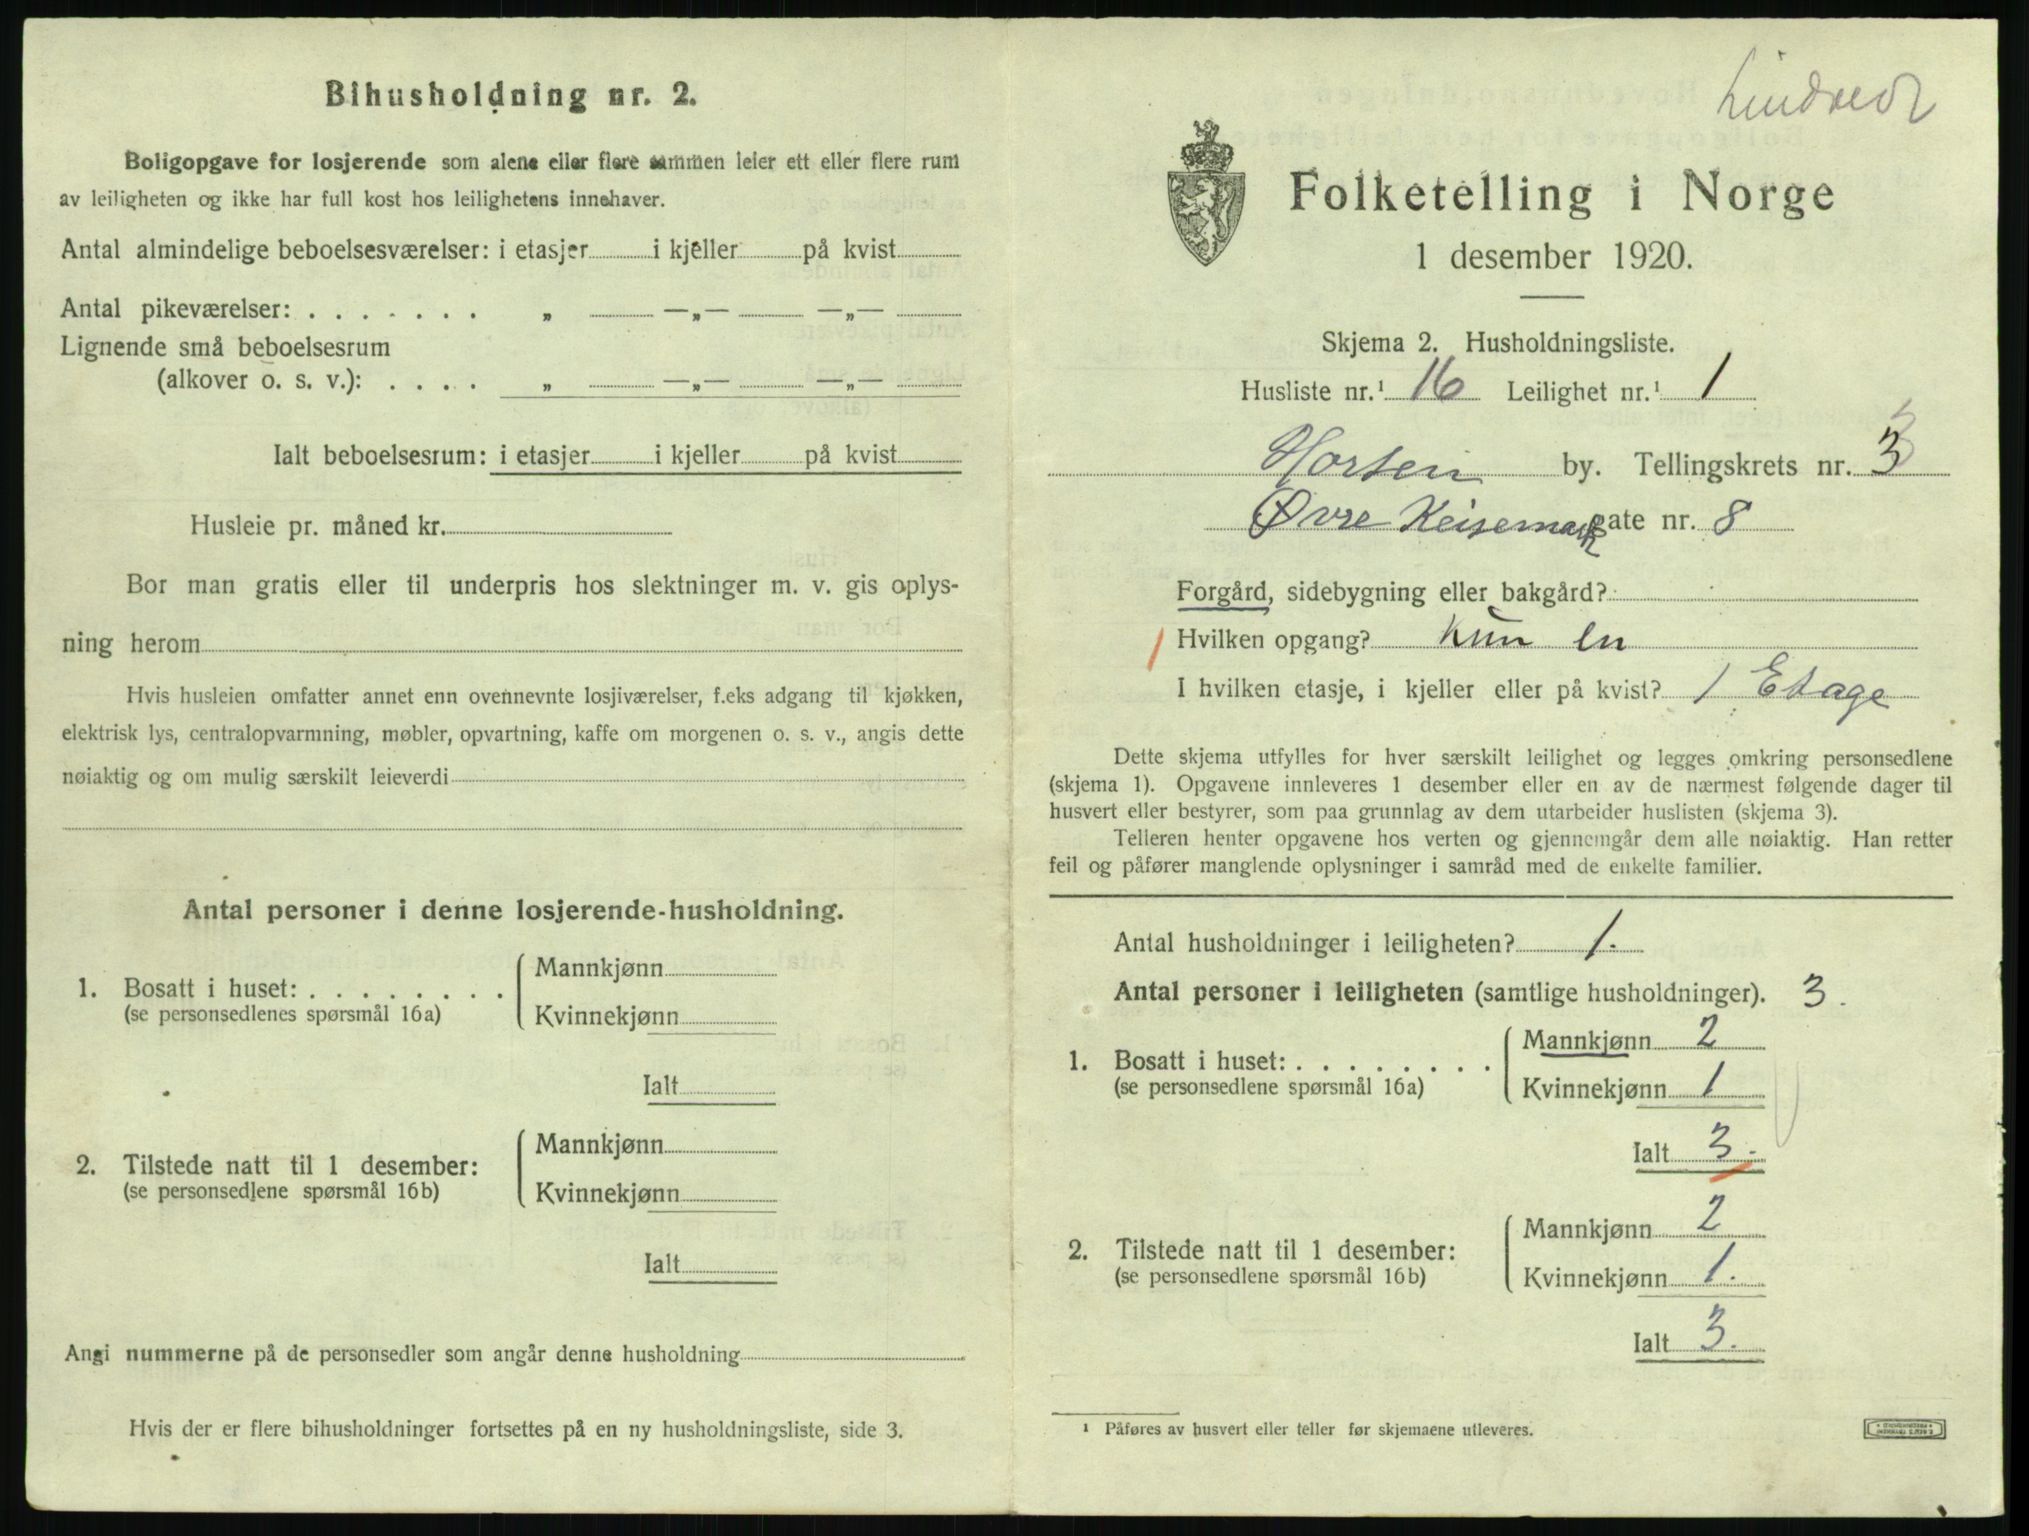 Bihusholdning nr. 2.
Boligopgave for losjerende som alene eller flere sammen leier ett eller flere rum
av leiligheten og ikke har full kost hos leilighetens innehaver.
Antal almindelige beboelsesværelser: i etasjer i kjeller på kvist
Antal pikeværelser: . . . . . . . „ —„— —„—
Lignende små beboelsesrum
(alkover o. s. v.): . . . . „ —„— —„—
Ialt beboelsesrum: i etasjer i kjeller på kvist
Husleie pr. måned kr.
Bor man gratis eller til underpris hos slektninger m. v. gis oplys-
ning herom
Hvis husleien omfatter annet enn ovennevnte losjiværelser, f.eks adgang til kjøkken,
elektrisk lys, centralopvarmning, møbler, opvartning, kaffe om morgenen o. s. v., angis dette
nøiaktig og om mulig særskilt leieverdi
Antal personer i denne losjerende-husholdning.
1. Bosatt i huset: . . . . . . . . Mannkjønn
(se personsedlenes spørsmål 16a) Kvinnekjønn
Ialt
2. Tilstede natt til 1 desember: Mannkjønn
(se personsedlene spørsmål 16b) Kvinnekjønn
Ialt
Angi nummerne på de personsedler som angår denne husholdning
Hvis der er flere bihusholdninger fortsettes på en ny husholdningsliste, side 3.
Folketelling i Norge
1 desember 1920.
Skjema 2. Husholdningsliste.
Husliste nr.¹ 16 Leilighet nr.¹ 1
Horten by. Tellingskrets nr. 3
Øvre Keisemark gate nr. 8
Forgård, sidebygning eller bakgård?
Hvilken opgang? Kun en
I hvilken etasje, i kjeller eller på kvist? 1 Etage
Dette skjema utfylles for hver særskilt leilighet og legges omkring personsedlene
(skjema 1). Opgavene innleveres 1 desember eller en av de nærmest følgende dager til
husvert eller bestyrer, som paa grunnlag av dem utarbeider huslisten (skjema 3).
Telleren henter opgavene hos verten og gjennemgår dem alle nøiaktig. Han retter
feil og påfører manglende oplysninger i samråd med de enkelte familier.
Antal husholdninger i leiligheten? 1.
Antal personer i leiligheten (samtlige husholdninger). 3.
1. Bosatt i huset: . . . . . . . . Mannkjønn 2
(se personsedlene spørsmål 16a) Kvinnekjønn 1
Ialt 3.
2. Tilstede natt til 1 desember: Mannkjønn 2
(se personsedlene spørsmål 16b) Kvinnekjønn 1.
Ialt 3.
¹ Påføres av husvert eller teller før skjemaene utleveres.